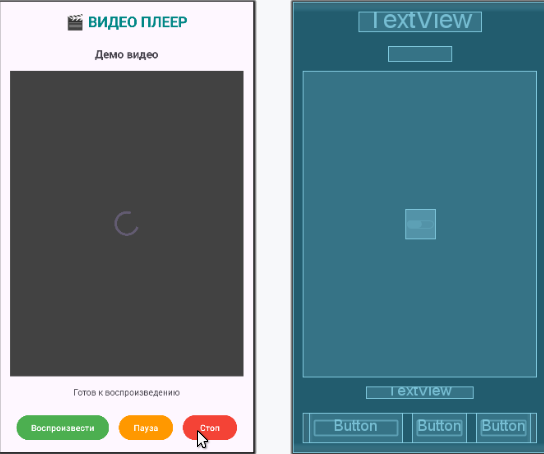 🎬 ВИДЕО ПЛЕЕР
Демо видео
Готов к воспроизведению
Воспроизвести Пауза Стоп
TextView
TextView
Button Button Button